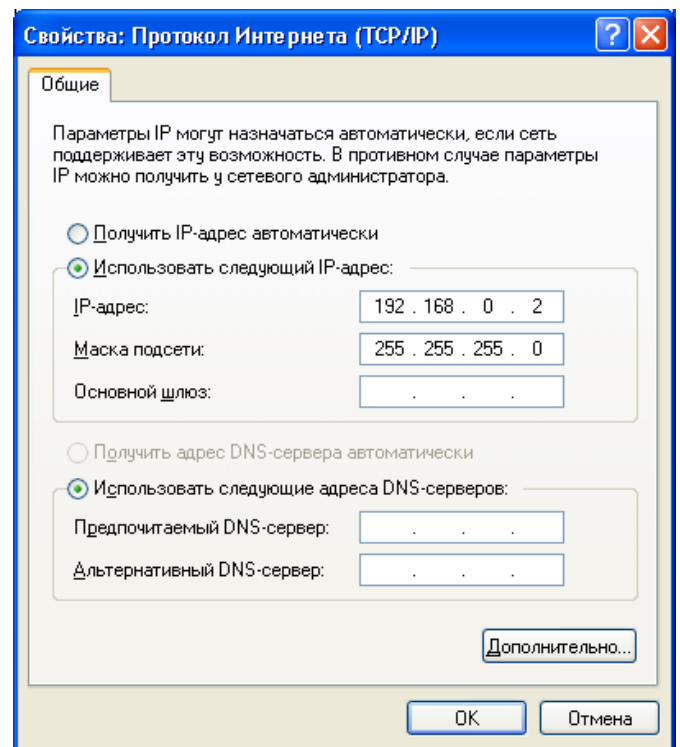 Свойства: Протокол Интернета (TCP/IP)
Общие
Параметры IP могут назначаться автоматически, если сеть
поддерживает эту возможность. В противном случае параметры
IP можно получить у сетевого администратора.
Получить IP-адрес автоматически
Использовать следующий IP-адрес:
IP-адрес: 192 . 168 . 0 . 2
Маска подсети: 255 . 255 . 255 . 0
Основной шлюз: . . .
Получить адрес DNS-сервера автоматически
Использовать следующие адреса DNS-серверов:
Предпочитаемый DNS-сервер: . . .
Альтернативный DNS-сервер: . . .
Дополнительно...
OK Отмена